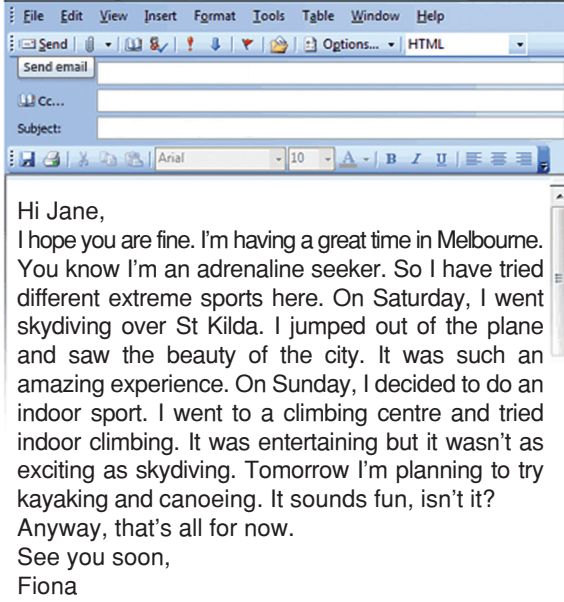 File Edit View Insert Format Tools Table Window Help
Send Options... HTML
Send email
Cc...
Subject:
Arial 10 A B I U
Hi Jane,
I hope you are fine. I'm having a great time in Melbourne.
You know I'm an adrenaline seeker. So I have tried
different extreme sports here. On Saturday, I went
skydiving over St Kilda. I jumped out of the plane
and saw the beauty of the city. It was such an
amazing experience. On Sunday, I decided to do an
indoor sport. I went to a climbing centre and tried
indoor climbing. It was entertaining but it wasn't as
exciting as skydiving. Tomorrow I'm planning to try
kayaking and canoeing. It sounds fun, isn't it?
Anyway, that's all for now.
See you soon,
Fiona